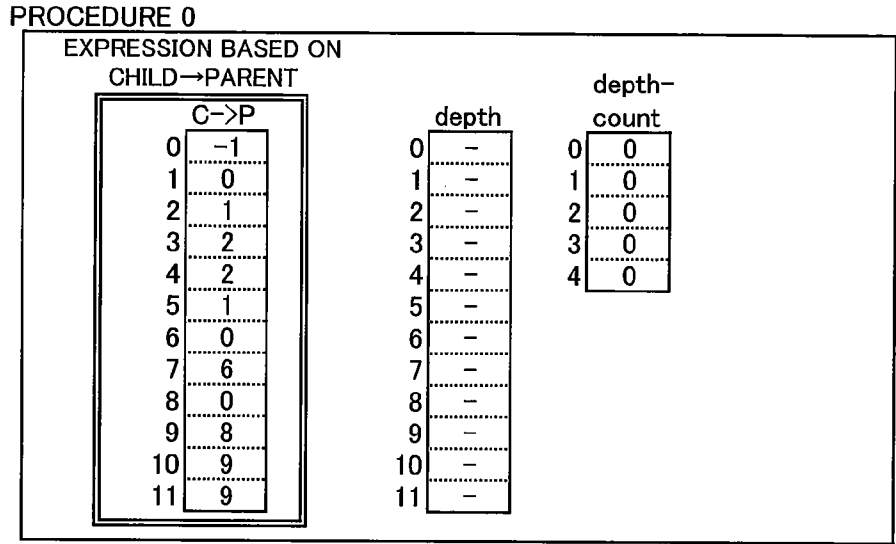 PROCEDURE 0
EXPRESSION BASED ON
CHILD→PARENT
depth-
C->P depth count
0 -1 0 - 0 0
1 0 1 - 1 0
2 1 2 - 2 0
3 2 3 - 3 0
4 2 4 - 4 0
5 1 5 -
6 0 6 -
7 6 7 -
8 0 8 -
9 8 9 -
10 9 10 -
11 9 11 -